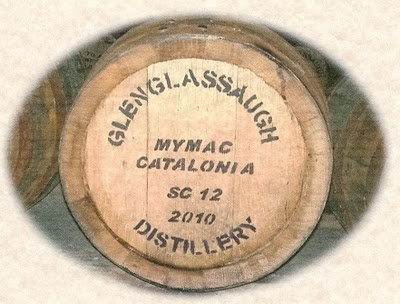 GLENGLASSAUGH
MYMAC
CATALONIA
SC 12
2010
DISTILLERY